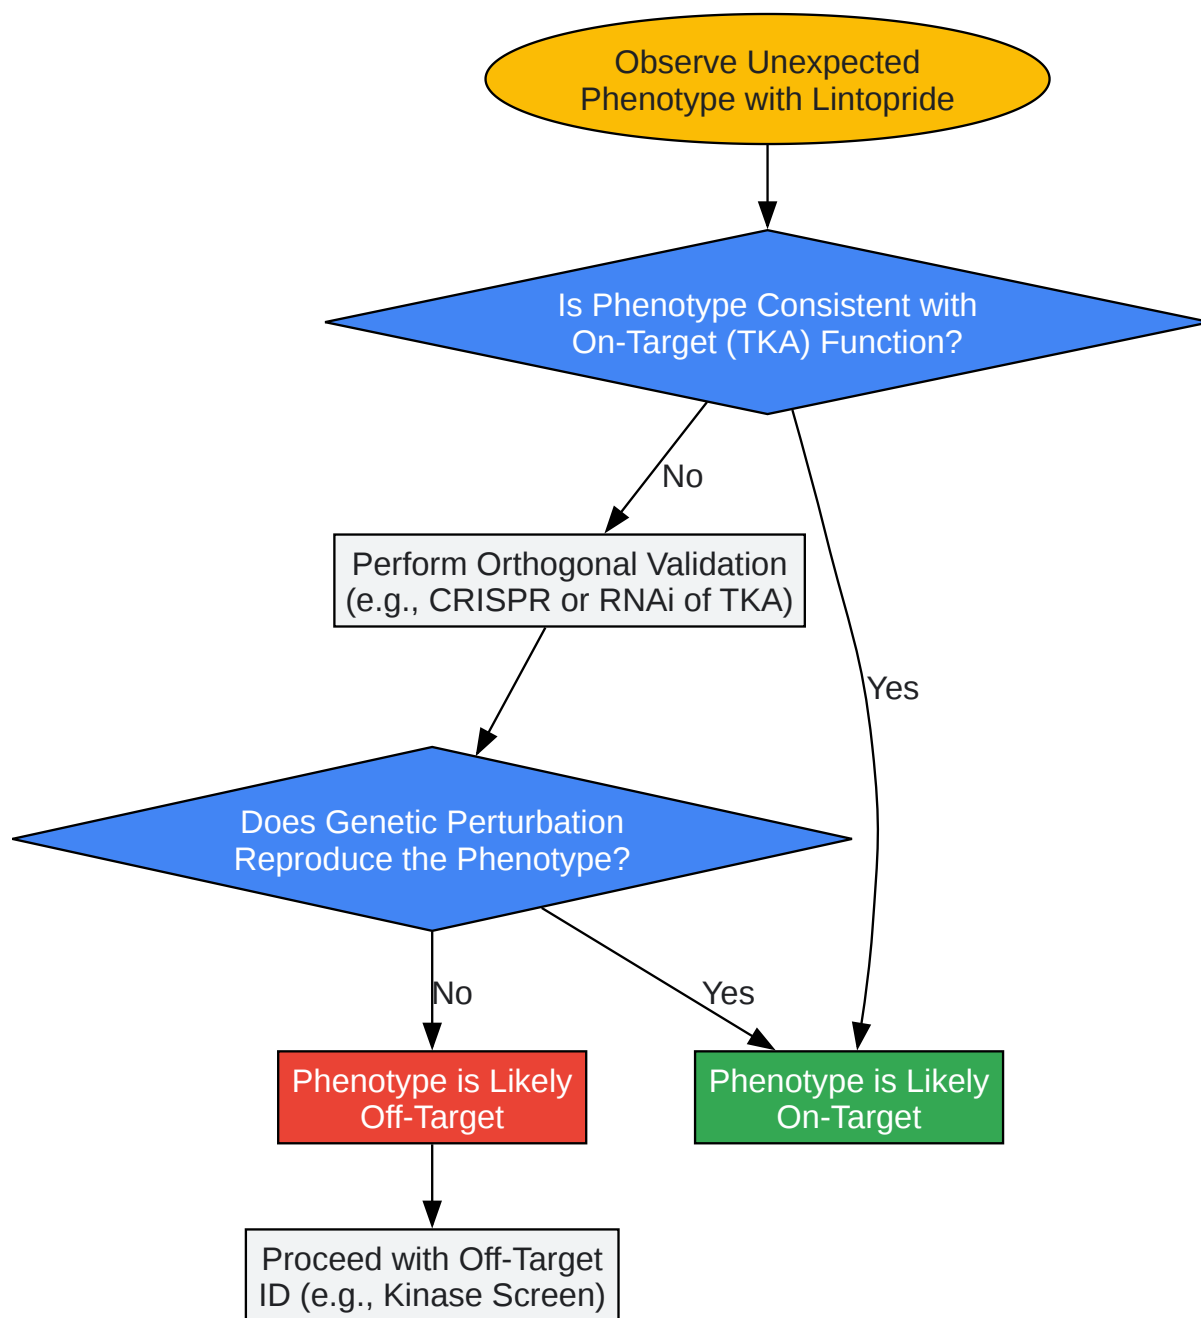 Observe Unexpected
Phenotype with Lintopride
Is Phenotype Consistent with
On-Target (TKA) Function?
No
Perform Orthogonal Validation
(e.g., CRISPR or RNAi of TKA)
Yes
Does Genetic Perturbation
Reproduce the Phenotype?
No
Yes
Phenotype is Likely
Off-Target
Phenotype is Likely
On-Target
Proceed with Off-Target
ID (e.g., Kinase Screen)